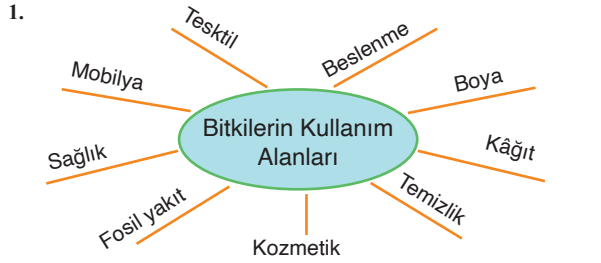 1.
Tesktil
Beslenme
Mobilya
Boya
Bitkilerin Kullanım
Alanları
Sağlık
Kâğıt
Fosil yakıt
Temizlik
Kozmetik